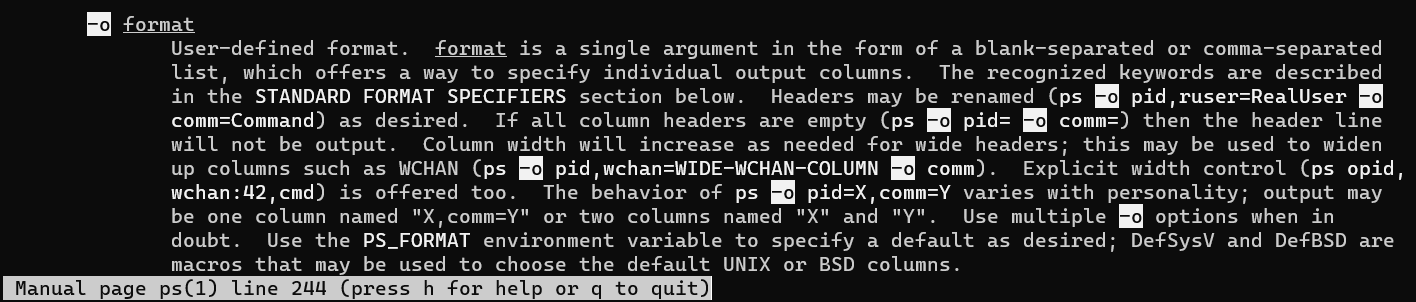 -o format
User-defined format.  format is a single argument in the form of a blank-separated or comma-separated
list, which offers a way to specify individual output columns.  The recognized keywords are described
in the STANDARD FORMAT SPECIFIERS section below.  Headers may be renamed (ps -o pid,ruser=RealUser -o
comm=Command) as desired.  If all column headers are empty (ps -o pid= -o comm=) then the header line
will not be output.  Column width will increase as needed for wide headers; this may be used to widen
up columns such as WCHAN (ps -o pid,wchan=WIDE-WCHAN-COLUMN -o comm).  Explicit width control (ps opid,
wchan:42,cmd) is offered too.  The behavior of ps -o pid=X,comm=Y varies with personality; output may
be one column named "X,comm=Y" or two columns named "X" and "Y".  Use multiple -o options when in
doubt.  Use the PS_FORMAT environment variable to specify a default as desired; DefSysV and DefBSD are
macros that may be used to choose the default UNIX or BSD columns.
Manual page ps(1) line 244 (press h for help or q to quit)